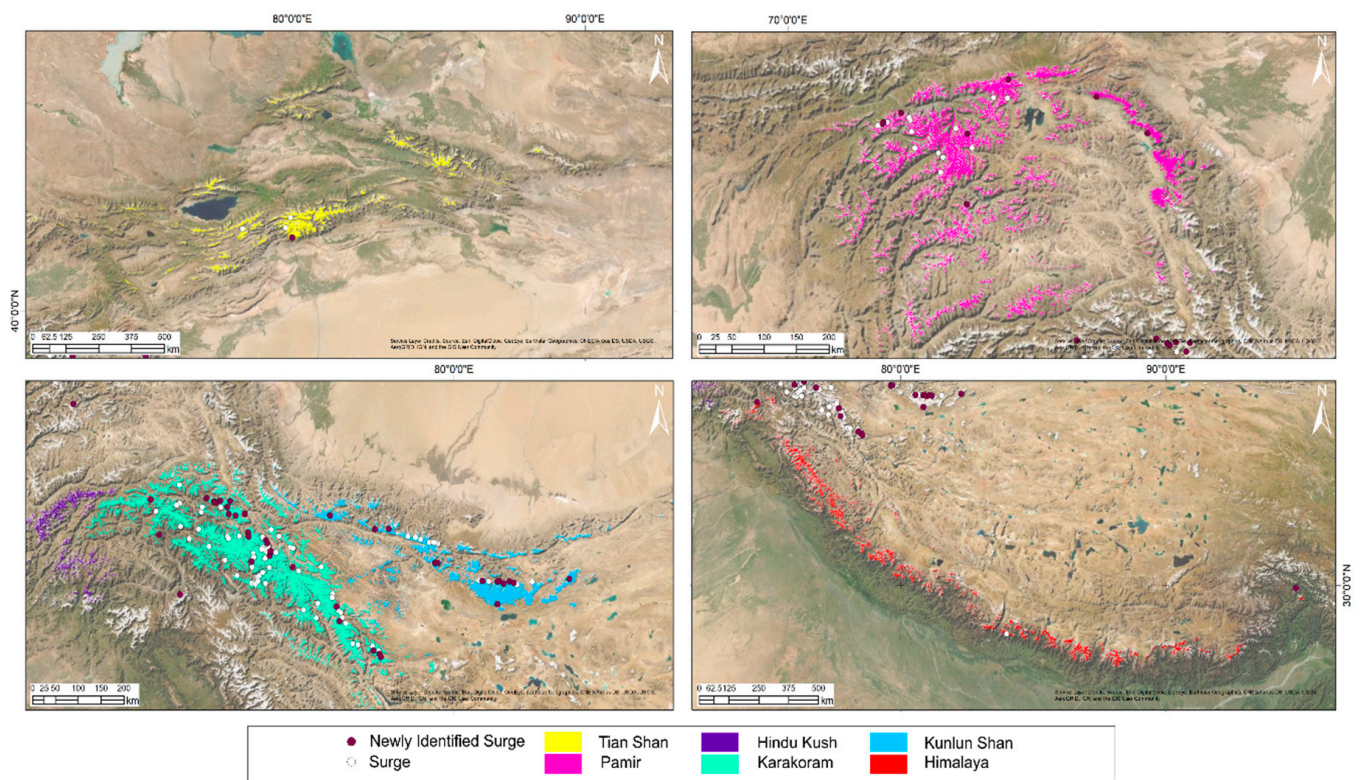 80°0'0"E 90°0'0"E
70°0'0"E
N
N
40°0'0"N
0 62.5 125 250 375 500
km
0 25 50 100 150 200
km
80°0'0"E
80°0'0"E 90°0'0"E
N
N
30°0'0"N
0 25 50 100 150 200
km
0 62.5 125 250 375 500
km
Newly Identified Surge Tian Shan Hindu Kush Kunlun Shan
Surge Pamir Karakoram Himalaya